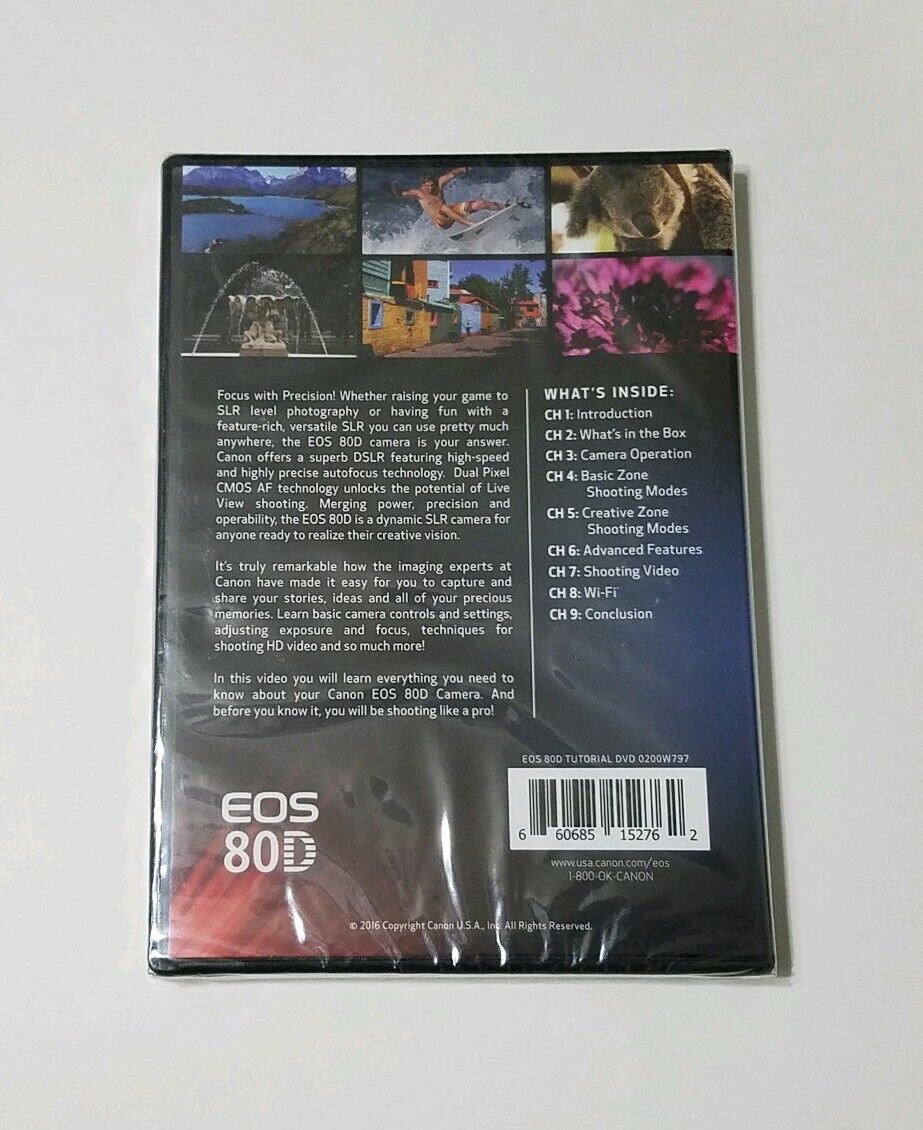 Focus with Precision! Whether raising your game to
SLR level photography or having fun with a
feature-rich, versatile SLR you can use pretty much
anywhere, the EOS 80D camera is your answer.
Canon offers a superb DSLR featuring high-speed
and highly precise autofocus technology. Dual Pixel
CMOS AF technology unlocks the potential of Live
View shooting. Merging power, precision and
operability, the EOS 80D is a dynamic SLR camera for
anyone ready to realize their creative vision.
It's truly remarkable how the imaging experts at
Canon have made it easy for you to capture and
share your stories, ideas and all of your precious
memories. Learn basic camera controls and settings,
adjusting exposure and focus, techniques for
shooting HD video and so much more!
In this video you will learn everything you need to
know about your Canon EOS 80D Camera. And
before you know it, you will be shooting like a pro!
WHAT'S INSIDE:
CH 1: Introduction
CH 2: What's in the Box
CH 3: Camera Operation
CH 4: Basic Zone
Shooting Modes
CH 5: Creative Zone
Shooting Modes
CH 6: Advanced Features
CH 7: Shooting Video
CH 8: Wi-Fi
CH 9: Conclusion
EOS 80D TUTORIAL DVD 0200W797
6 60685 15276 2
www.usa.canon.com/eos
1-800-OK-CANON
EOS
80D
© 2016 Copyright Canon U.S.A., Inc. All Rights Reserved.